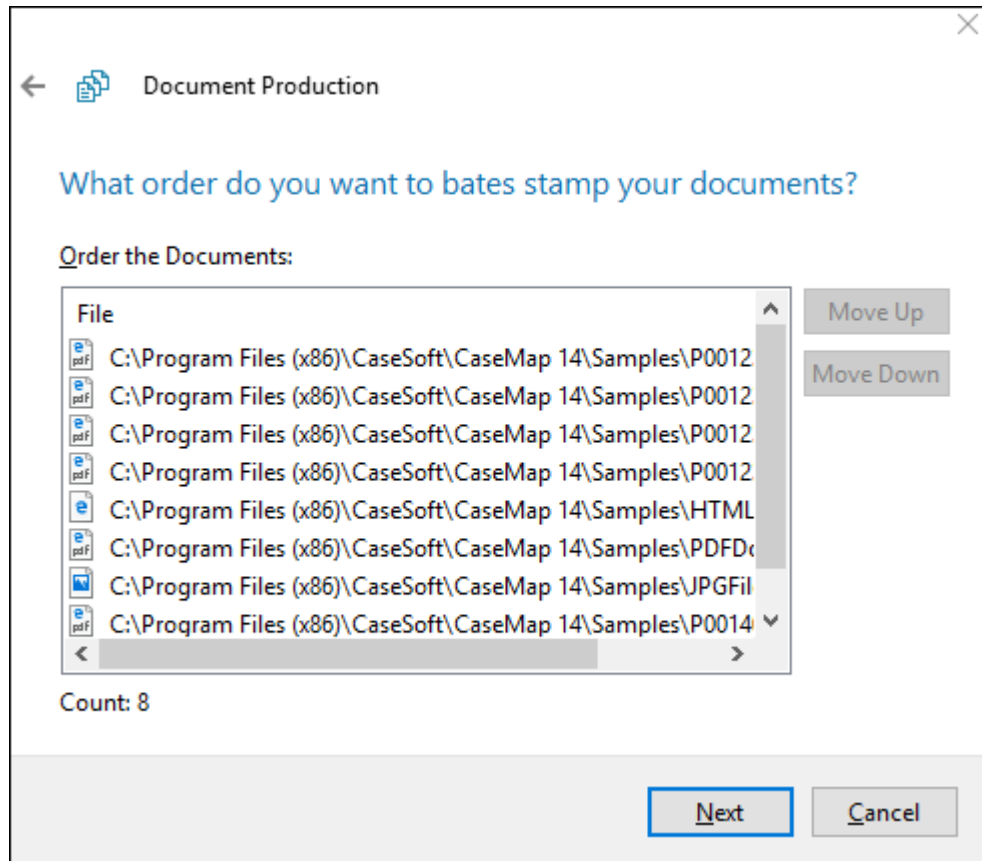 Document Production
What order do you want to bates stamp your documents?
Order the Documents:
File
Move Up
C:\Program Files (x86)\CaseSoft\CaseMap 14\Samples\P0012
Move Down
C:\Program Files (x86)\CaseSoft\CaseMap 14\Samples\P0012
C:\Program Files (x86)\CaseSoft\CaseMap 14\Samples\P0012
C:\Program Files (x86)\CaseSoft\CaseMap 14\Samples\P0012
C:\Program Files (x86)\CaseSoft\CaseMap 14\Samples\HTML
C:\Program Files (x86)\CaseSoft\CaseMap 14\Samples\PDFDo
C:\Program Files (x86)\CaseSoft\CaseMap 14\Samples\JPGFil
C:\Program Files (x86)\CaseSoft\CaseMap 14\Samples\P0014
Count: 8
Next
Cancel